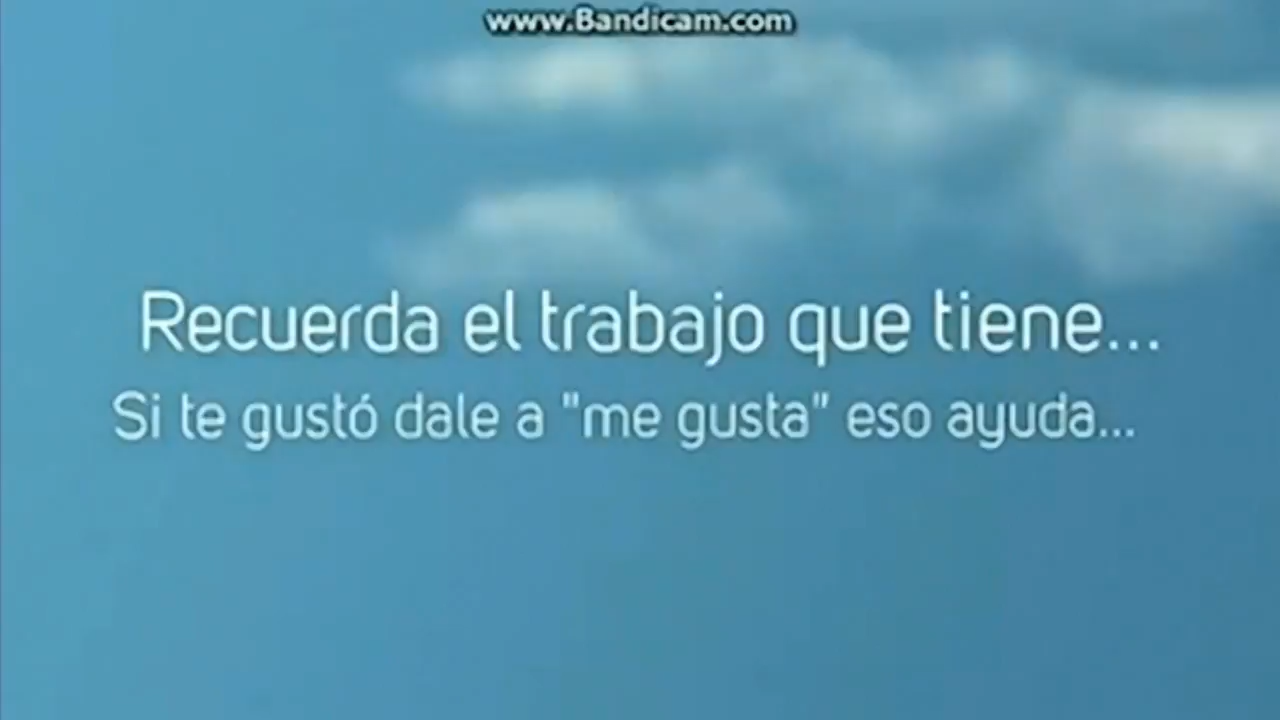 www.Bandicam.com
Recuerda el trabajo que tiene...
Si te gustó dale a "me gusta" eso ayuda...